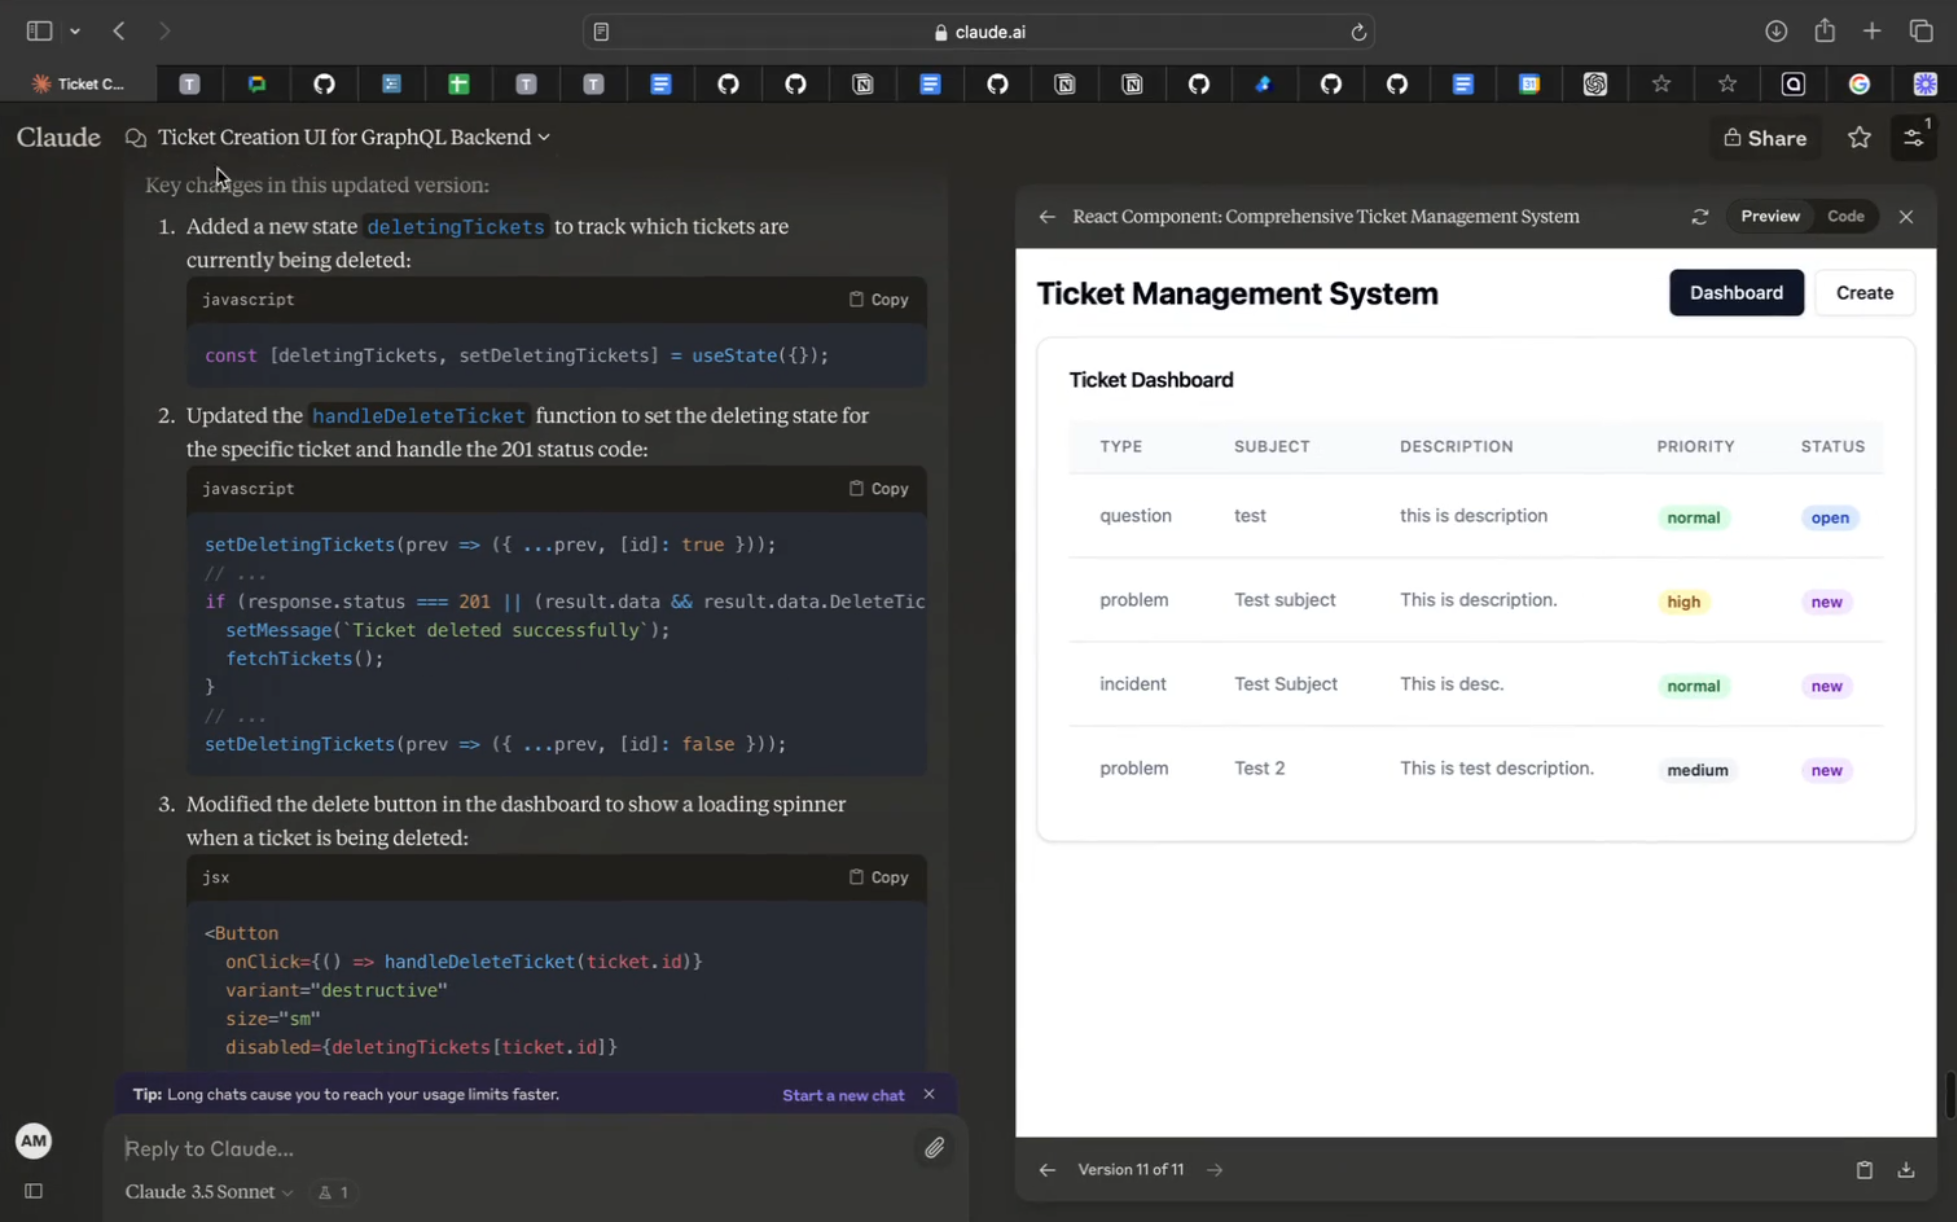 claude.ai
Ticket C...
Claude
Ticket Creation UI for GraphQL Backend
Share
1
Key changes in this updated version:
1. Added a new state deletingTickets to track which tickets are
currently being deleted:
javascript
Copy
const [deletingTickets, setDeletingTickets] = useState({});
2. Updated the handleDeleteTicket function to set the deleting state for
the specific ticket and handle the 201 status code:
javascript
Copy
setDeletingTickets(prev => ({ ...prev, [id]: true }));
// ...
if (response.status === 201 || (result.data && result.data.DeleteTic
setMessage(`Ticket deleted successfully`);
fetchTickets();
}
// ...
setDeletingTickets(prev => ({ ...prev, [id]: false }));
3. Modified the delete button in the dashboard to show a loading spinner
when a ticket is being deleted:
jsx
Copy
<Button
onClick={() => handleDeleteTicket(ticket.id)}
variant="destructive"
size="sm"
disabled={deletingTickets[ticket.id]}
Tip: Long chats cause you to reach your usage limits faster.
Start a new chat
AM
Reply to Claude...
Claude 3.5 Sonnet
1
React Component: Comprehensive Ticket Management System
Preview
Code
Ticket Management System
Dashboard
Create
Ticket Dashboard
TYPE SUBJECT DESCRIPTION PRIORITY STATUS
question test this is description normal open
problem Test subject This is description. high new
incident Test Subject This is desc. normal new
problem Test 2 This is test description. medium new
Version 11 of 11